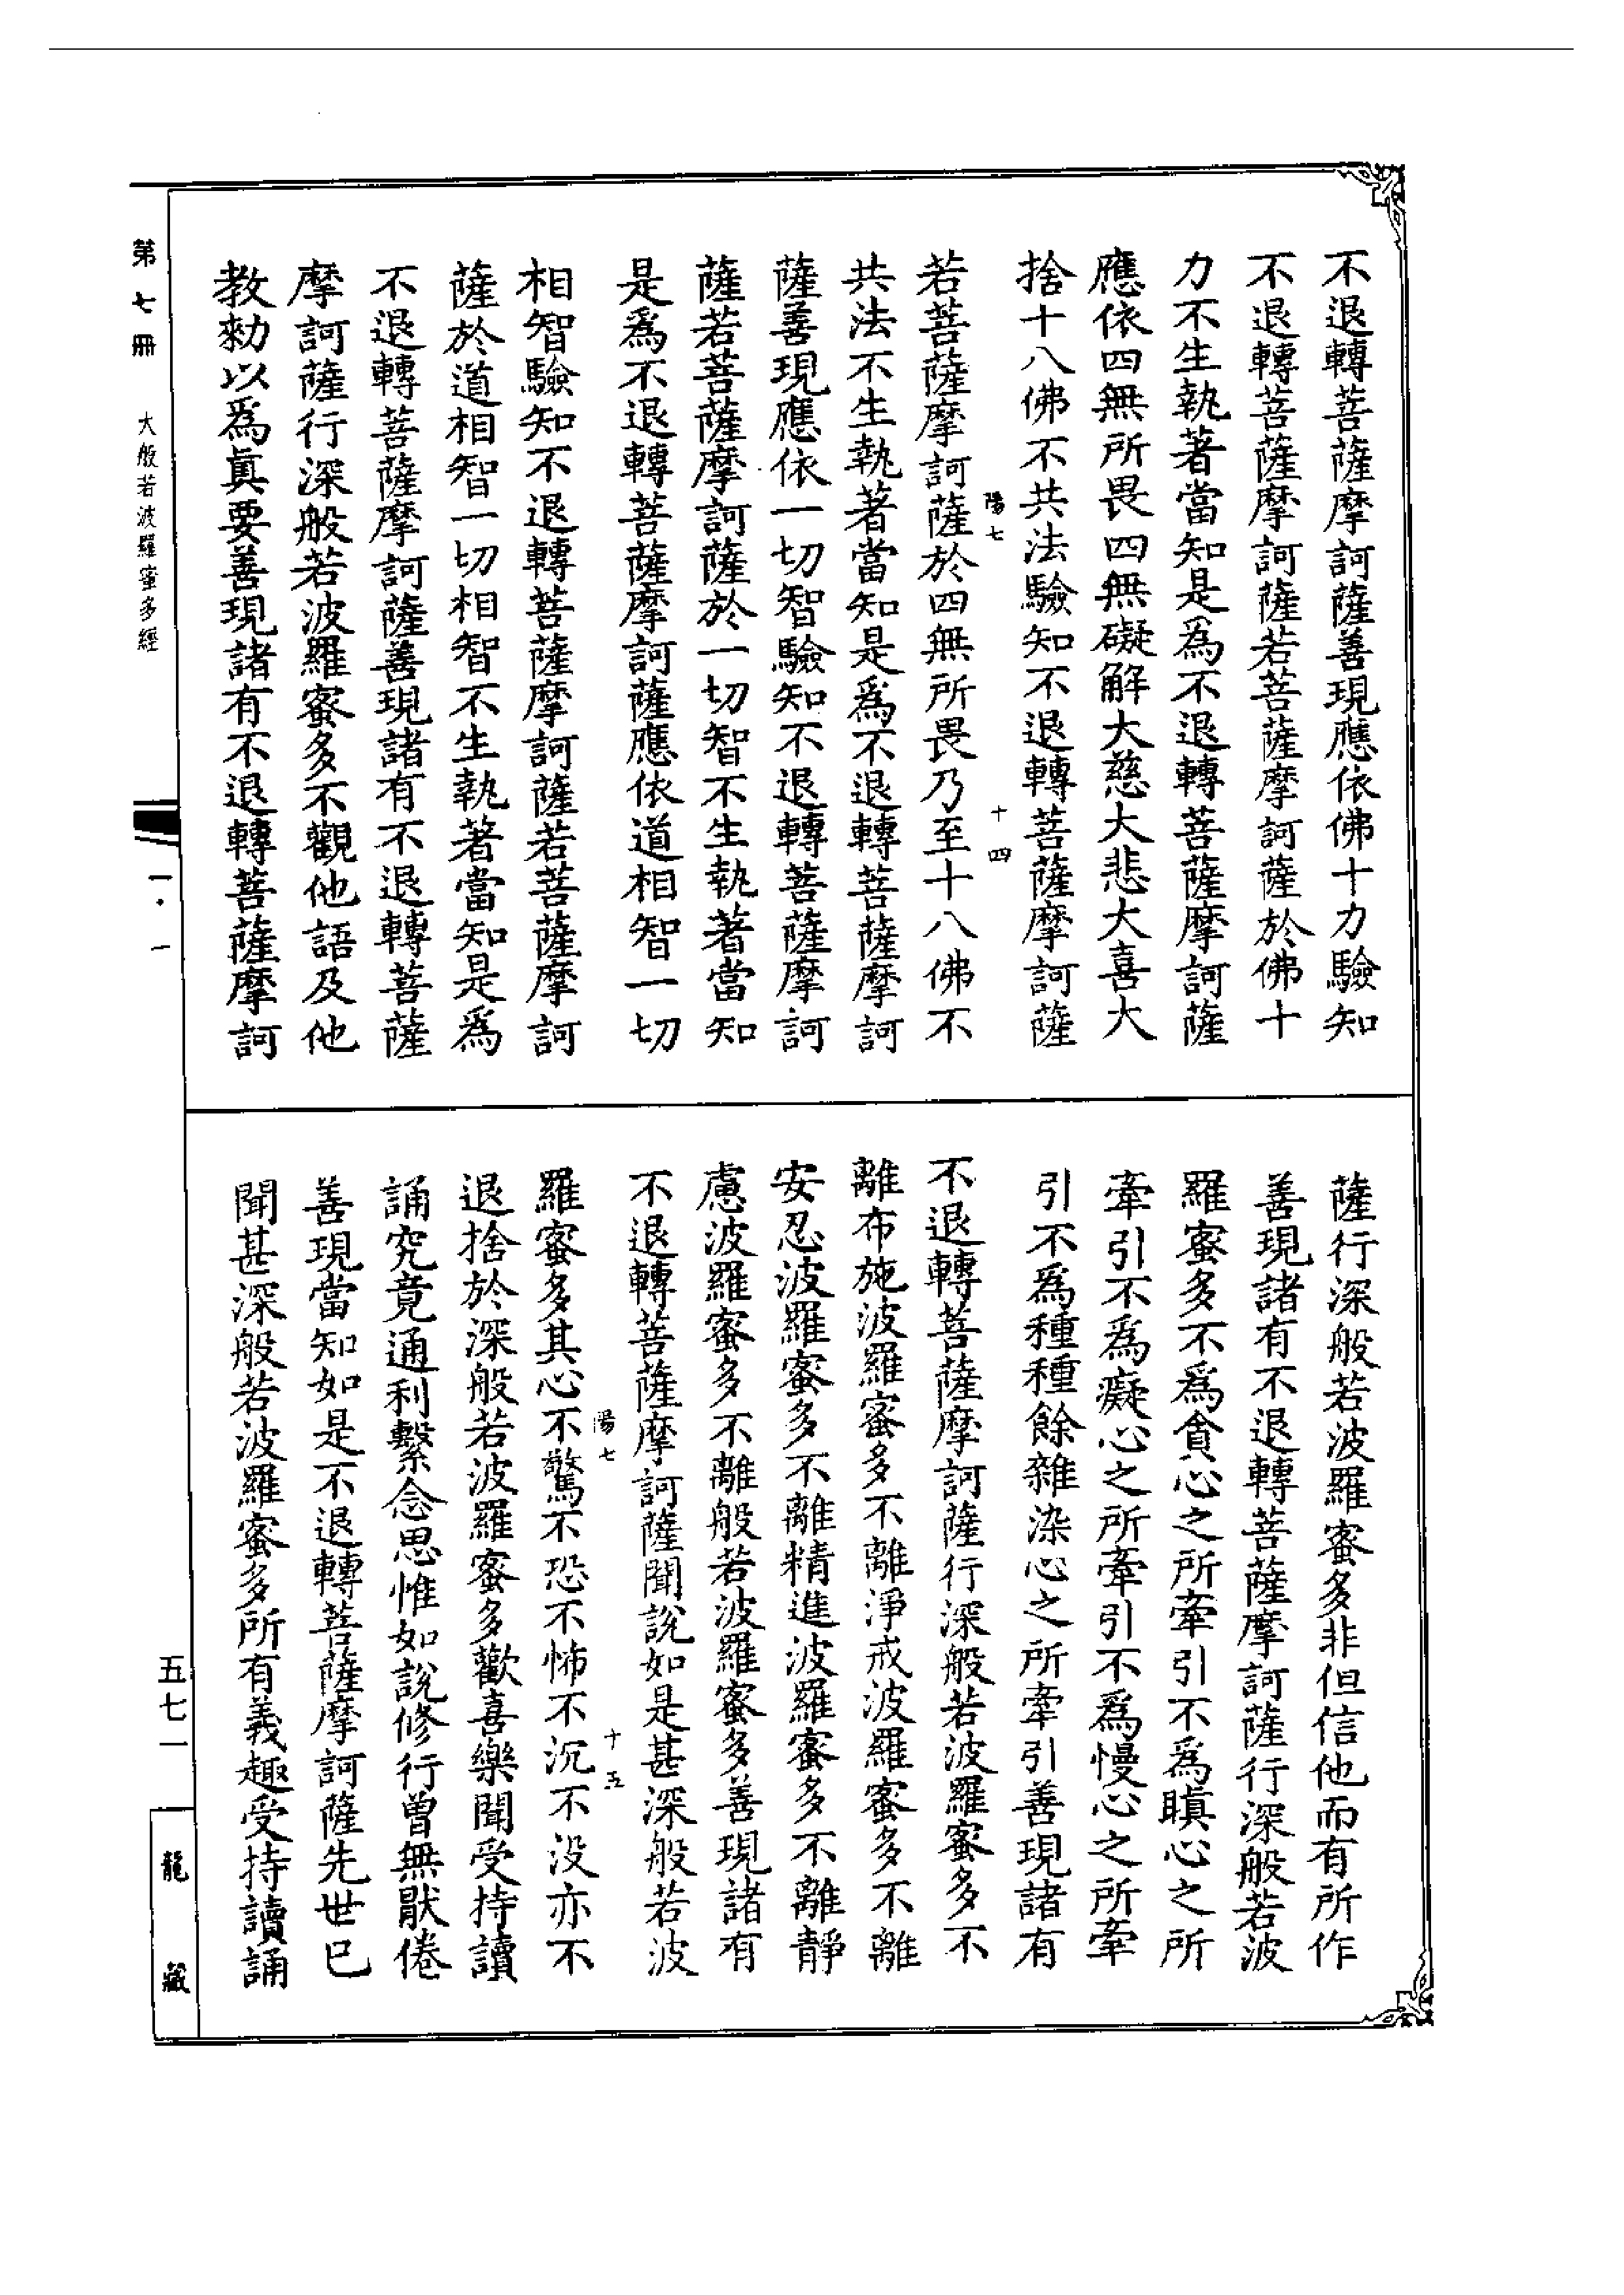 不退轉菩薩摩訶薩善現應依佛十力驗知
不退轉菩薩摩訶薩若菩薩摩訶薩於佛十
力不生執著當知是爲不退轉菩薩摩訶薩
應依四無所畏四無礙解大慈大悲大喜大
捨十八佛不共法驗知不退轉菩薩摩訶薩
陽七 十四
若菩薩摩訶薩於四無所畏乃至十八佛不
共法不生執著當知是爲不退轉菩薩摩訶
薩善現應依一切智驗知不退轉菩薩摩訶
薩若菩薩摩訶薩於一切智不生執著當知
是爲不退轉菩薩摩訶薩應依道相智一切
相智驗知不退轉菩薩摩訶薩若菩薩摩訶
薩於道相智一切相智不生執著當知是爲
不退轉菩薩摩訶薩善現諸有不退轉菩薩
摩訶薩行深般若波羅蜜多不觀他語及他
教勑以爲眞要善現諸有不退轉菩薩摩訶
薩行深般若波羅蜜多非但信他而有所作
善現諸有不退轉菩薩摩訶薩行深般若波
羅蜜多不爲貪心之所牽引不爲瞋心之所
牽引不爲癡心之所牽引不爲慢心之所牽
引不爲種種餘雜染心之所牽引善現諸有
不退轉菩薩摩訶薩行深般若波羅蜜多不
離布施波羅蜜多不離淨戒波羅蜜多不離
安忍波羅蜜多不離精進波羅蜜多不離靜
慮波羅蜜多不離般若波羅蜜多善現諸有
不退轉菩薩摩訶薩聞說如是甚深般若波
陽七 十五
羅蜜多其心不驚不恐不怖不沉不没亦不
退捨於深般若波羅蜜多歡喜樂聞受持讀
誦究竟通利繫念思惟如說修行曾無厭倦
善現當知如是不退轉菩薩摩訶薩先世已
聞甚深般若波羅蜜多所有義趣受持讀誦
第七冊 大般若波羅蜜多經 一·一 五七一 龍藏